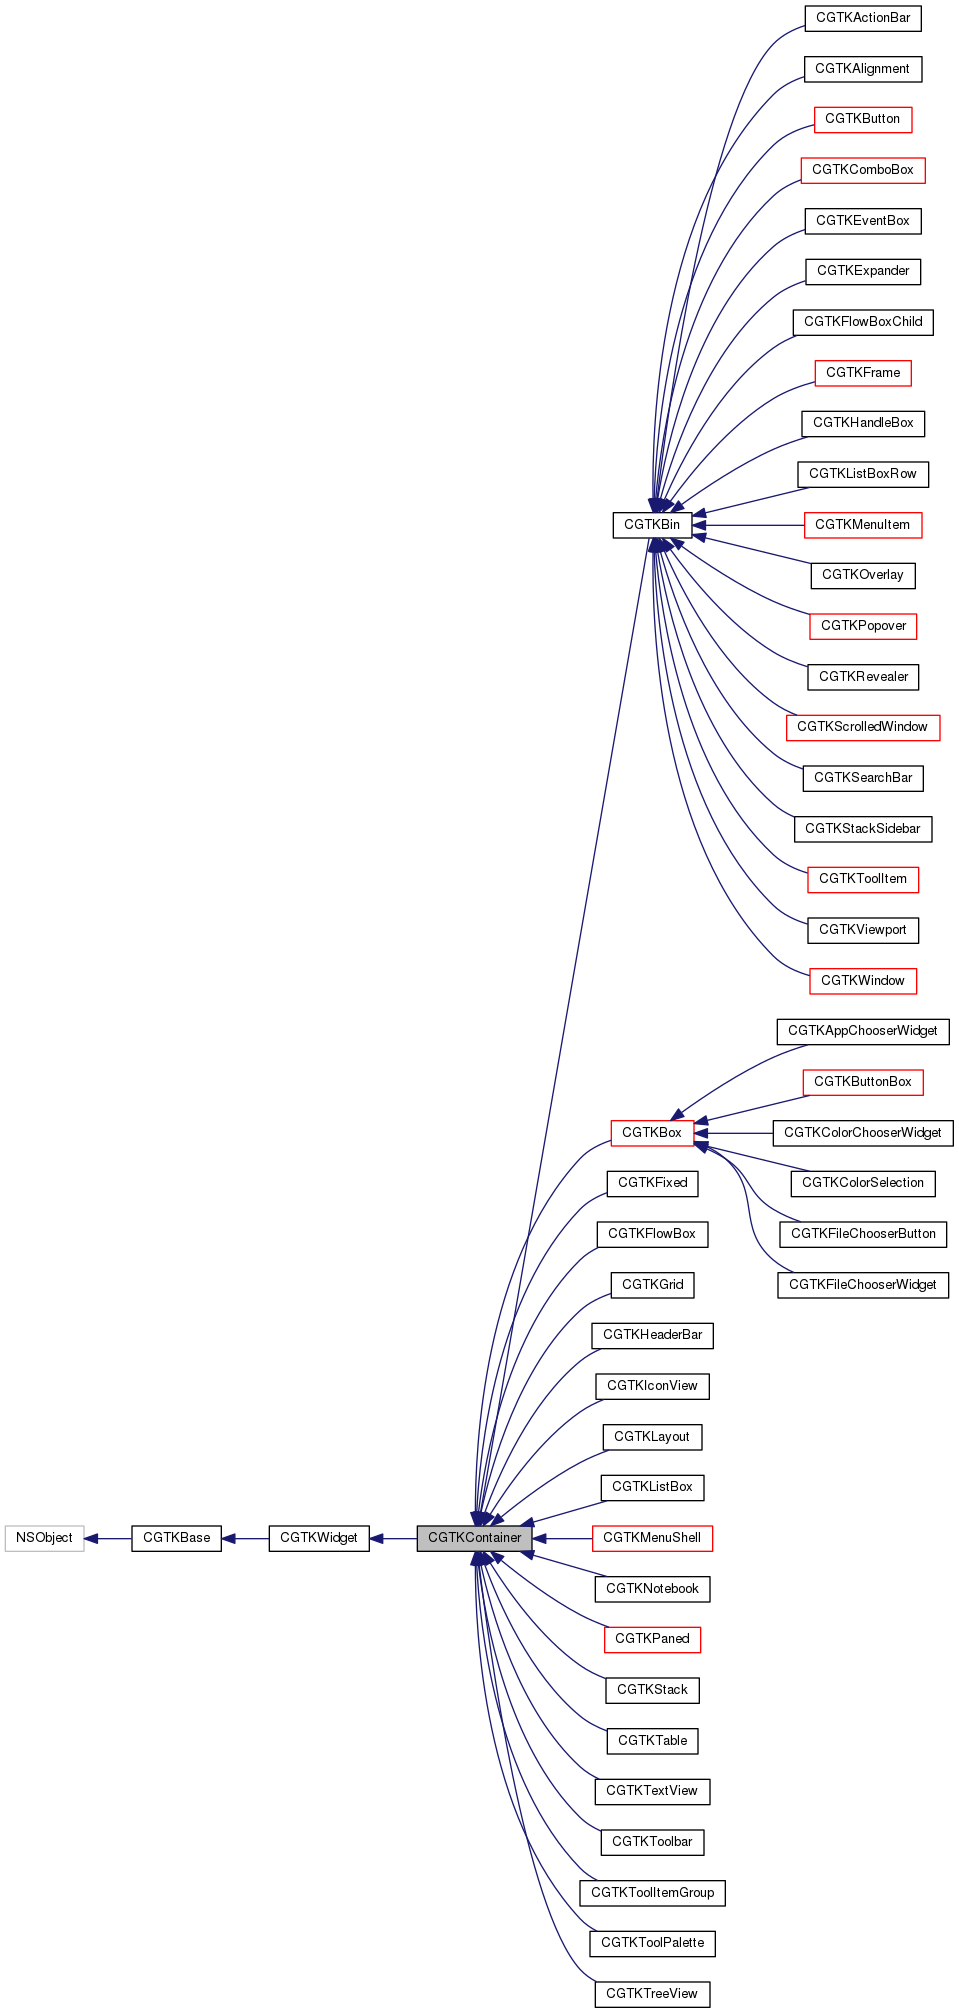 CGTKActionBar
CGTKAlignment
CGTKButton
CGTKComboBox
CGTKEventBox
CGTKExpander
CGTKFlowBoxChild
CGTKFrame
CGTKHandleBox
CGTKListBoxRow
CGTKBin
CGTKMenuItem
CGTKOverlay
CGTKPopover
CGTKRevealer
CGTKScrolledWindow
CGTKSearchBar
CGTKStackSidebar
CGTKToolItem
CGTKViewport
CGTKWindow
CGTKAppChooserWidget
CGTKButtonBox
CGTKBox
CGTKColorChooserWidget
CGTKFixed
CGTKColorSelection
CGTKFlowBox
CGTKFileChooserButton
CGTKGrid
CGTKFileChooserWidget
CGTKHeaderBar
CGTKIconView
CGTKLayout
CGTKListBox
NSObject
CGTKBase
CGTKWidget
CGTKContainer
CGTKMenuShell
CGTKNotebook
CGTKPaned
CGTKStack
CGTKTable
CGTKTextView
CGTKToolbar
CGTKToolItemGroup
CGTKToolPalette
CGTKTreeView